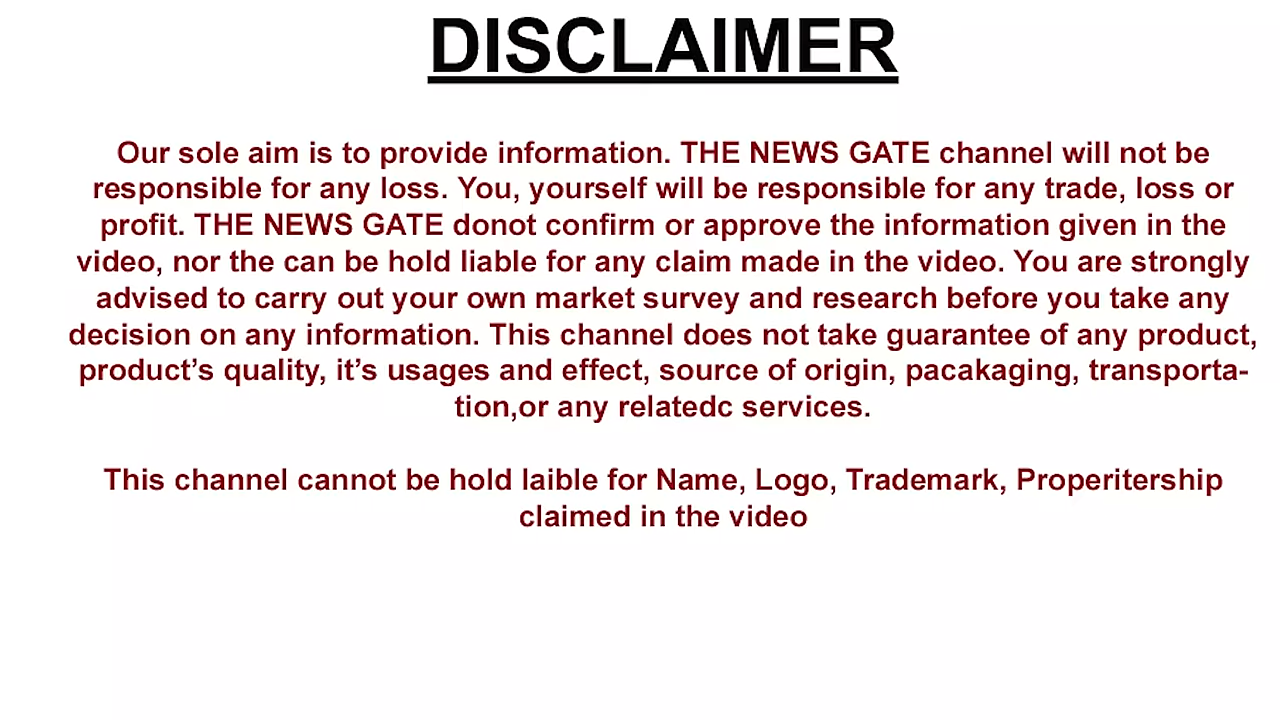 DISCLAIMER
Our sole aim is to provide information. THE NEWS GATE channel will not be
responsible for any loss. You, yourself will be responsible for any trade, loss or
profit. THE NEWS GATE donot confirm or approve the information given in the
video, nor the can be hold liable for any claim made in the video. You are strongly
advised to carry out your own market survey and research before you take any
decision on any information. This channel does not take guarantee of any product,
product’s quality, it’s usages and effect, source of origin, pacakaging, transporta-
tion,or any relatedc services.
This channel cannot be hold laible for Name, Logo, Trademark, Properitership
claimed in the video